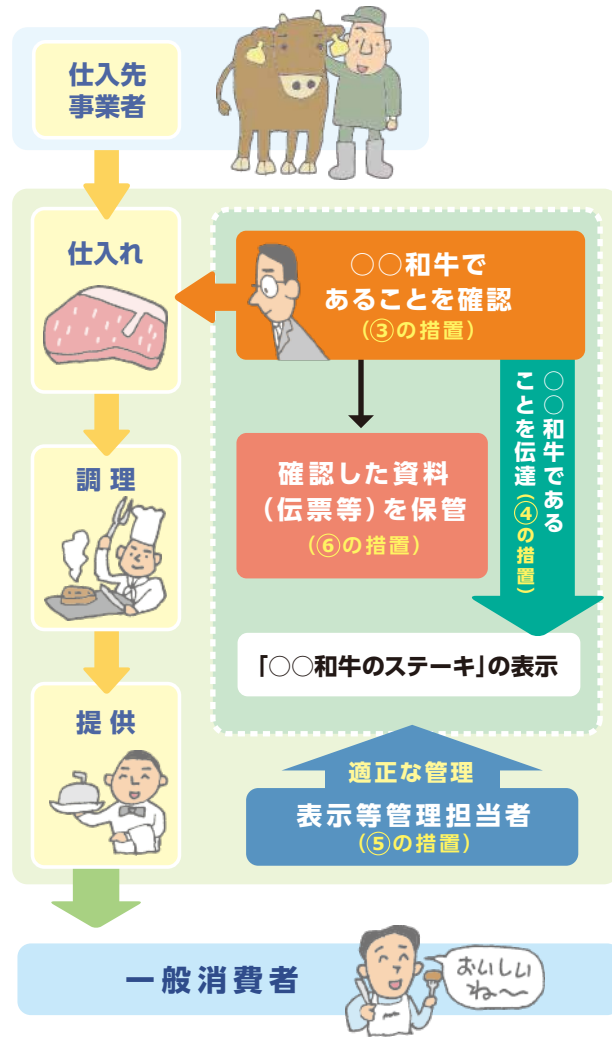 仕入先
事業者
仕入れ
○○和牛で
あることを確認
（③の措置）
○○和牛である
ことを伝達（④の措置）
確認した資料
（伝票等）を保管
（⑥の措置）
調理
「○○和牛のステーキ」の表示
提供
適正な管理
表示等管理担当者
（⑤の措置）
一般消費者
おいしい
ね～